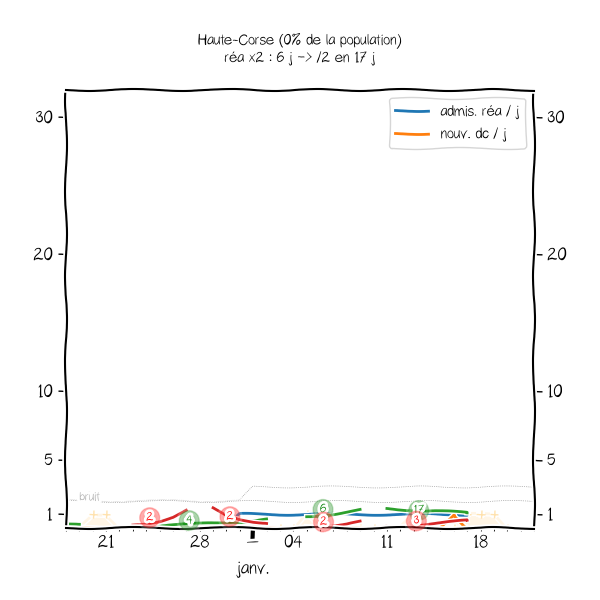 Haute-Corse (0% de la population)
réa x2 : 6 j -> /2 en 17 j
admis. réa / j
nouv. dc / j
30 30
20 20
10 10
5 5
bruit
1 1
2 4 2 6 2 17 3
21 28 1 04 11 18
janv.